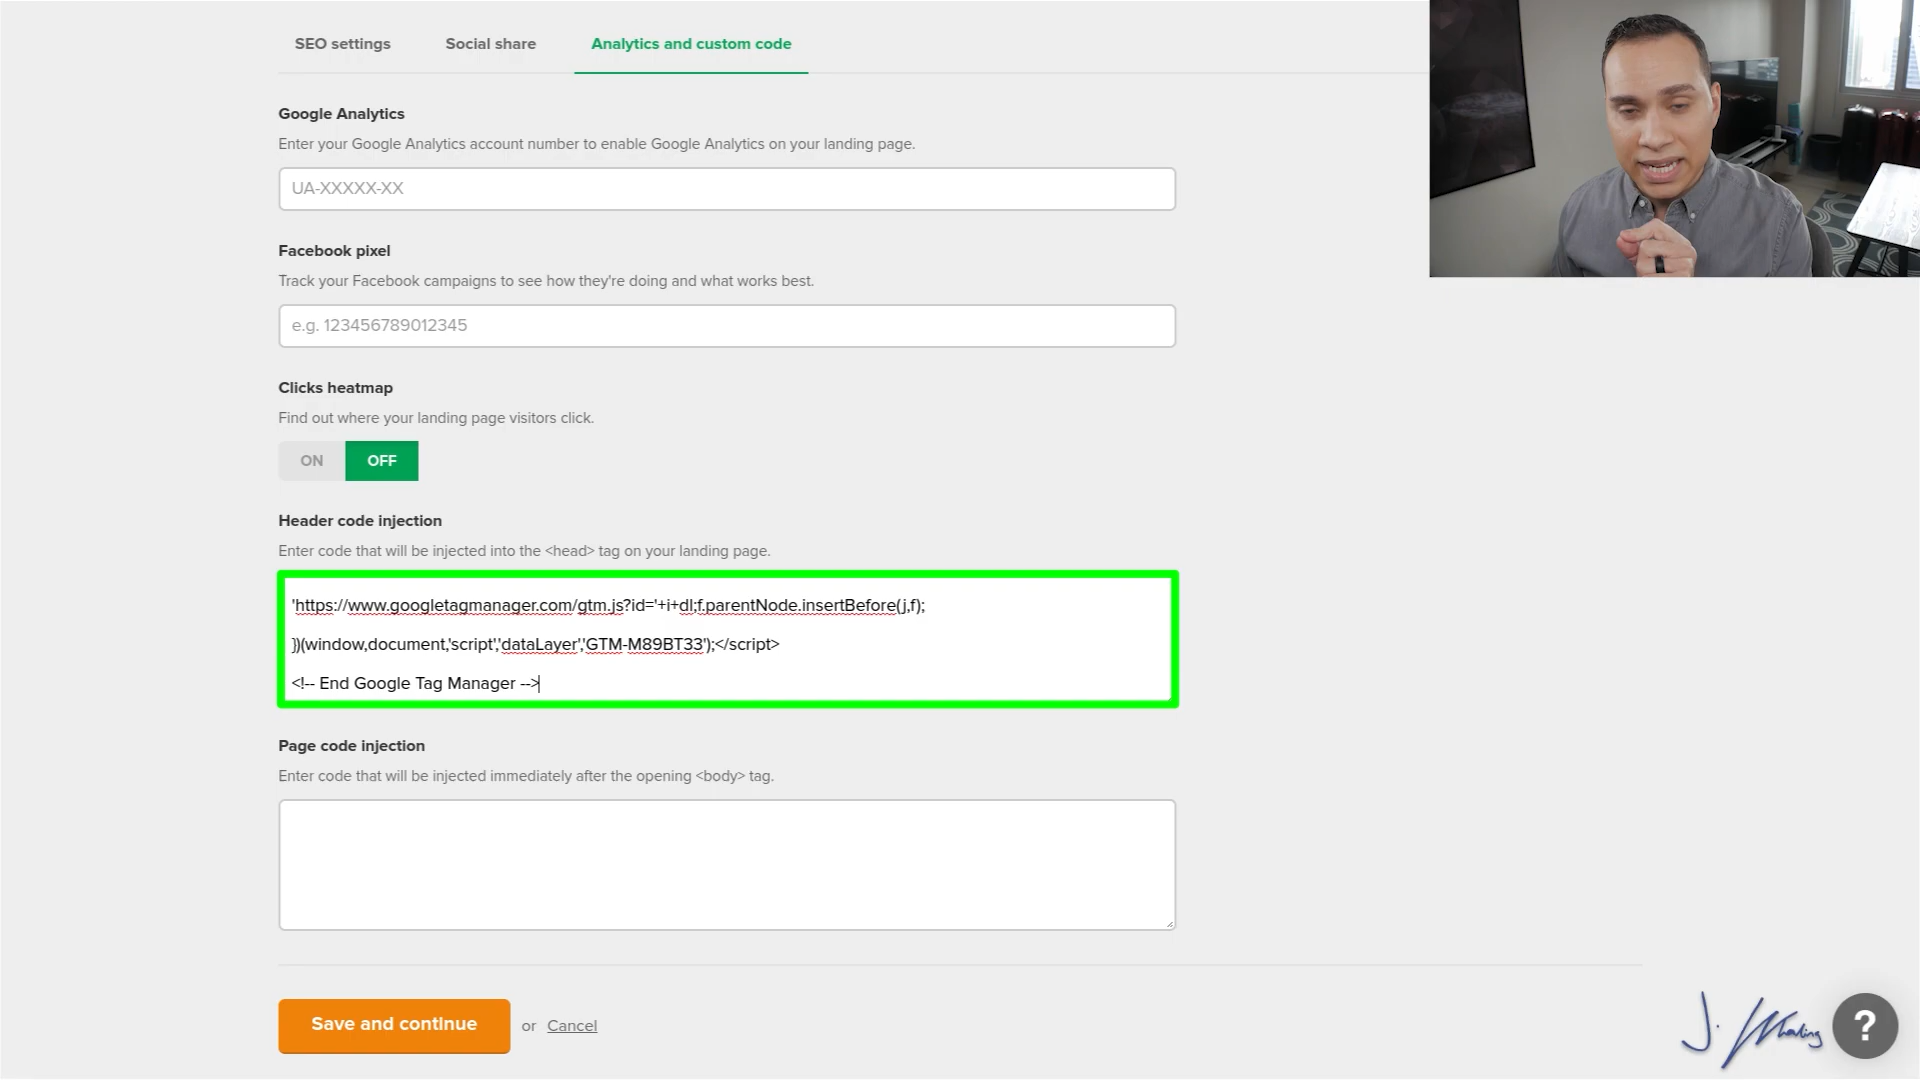 SEO settings
Social share
Analytics and custom code
Google Analytics
Enter your Google Analytics account number to enable Google Analytics on your landing page.
UA-XXXXX-XX
Facebook pixel
Track your Facebook campaigns to see how they're doing and what works best.
e.g. 123456789012345
Clicks heatmap
Find out where your landing page visitors click.
ON
OFF
Header code injection
Enter code that will be injected into the <head> tag on your landing page.
'https://www.googletagmanager.com/gtm.js?id='+i+dl;f.parentNode.insertBefore(j,f);
})(window,document,'script','dataLayer','GTM-M89BT33');</script>
<!-- End Google Tag Manager -->
Page code injection
Enter code that will be injected immediately after the opening <body> tag.
Save and continue
or Cancel
J.
?